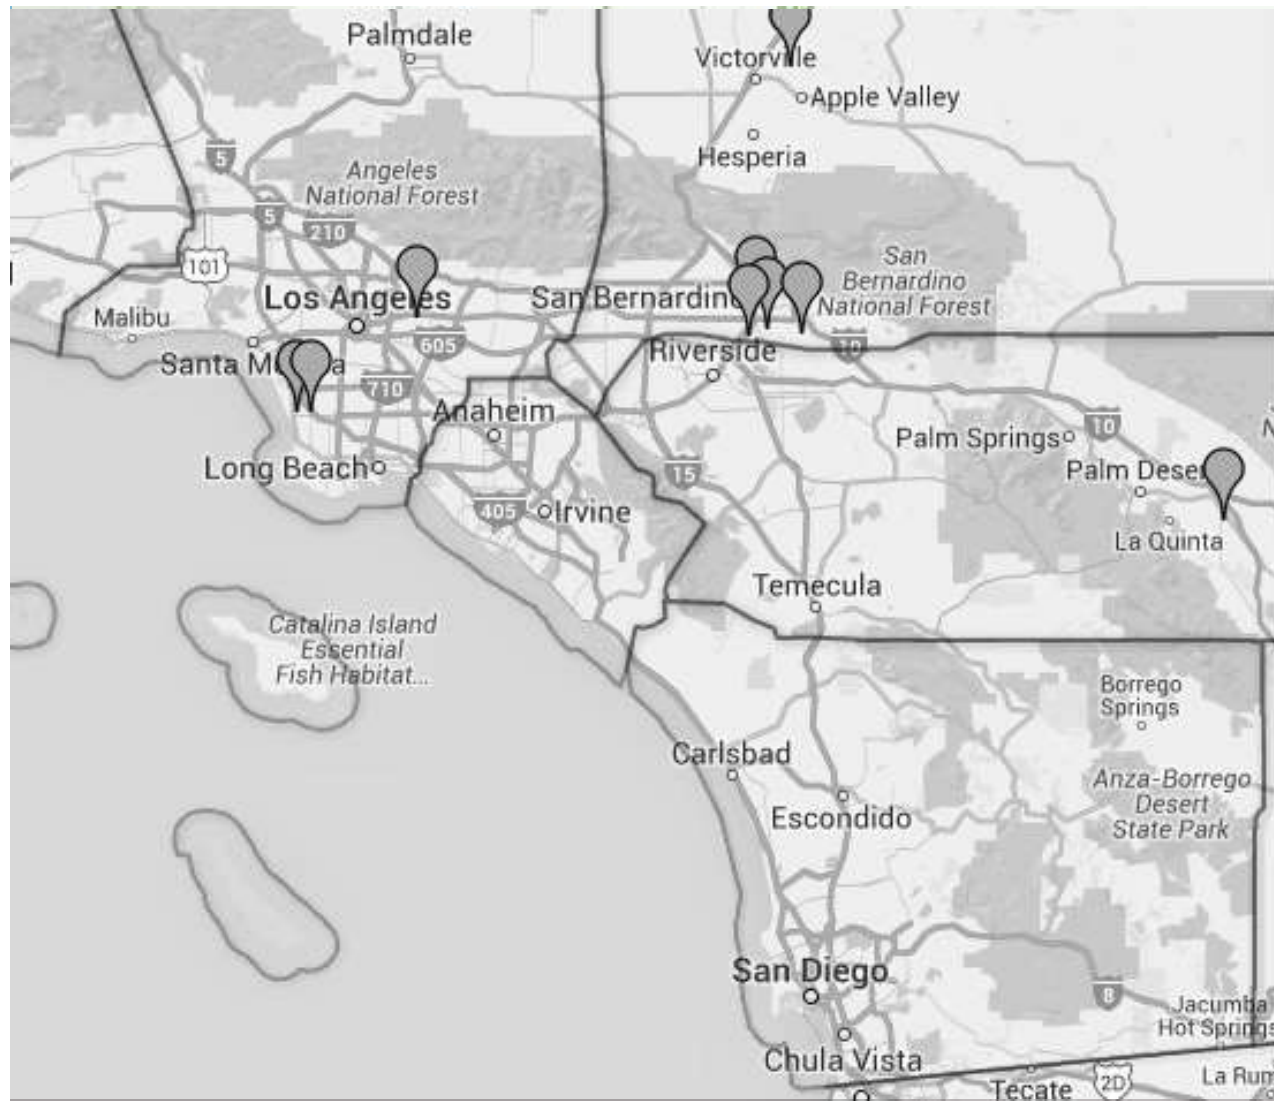 Palmdale
Victorville
Apple Valley
Hesperia
5
Angeles
National Forest
5
210
101
San
Bernardino
National Forest
Los Angeles
San Bernardino
Malibu
605
Riverside
10
Santa M a
710
Anaheim
10
Palm Springs
Long Beach
15
Palm Deser
405
Irvine
La Quinta
Temecula
Catalina Island
Essential
Fish Habitat...
Borrego
Springs
Carlsbad
Anza-Borrego
Desert
State Park
Escondido
San Diego
8
Jacumba
Hot Springs
Chula Vista
Tecate
2D
La Rum